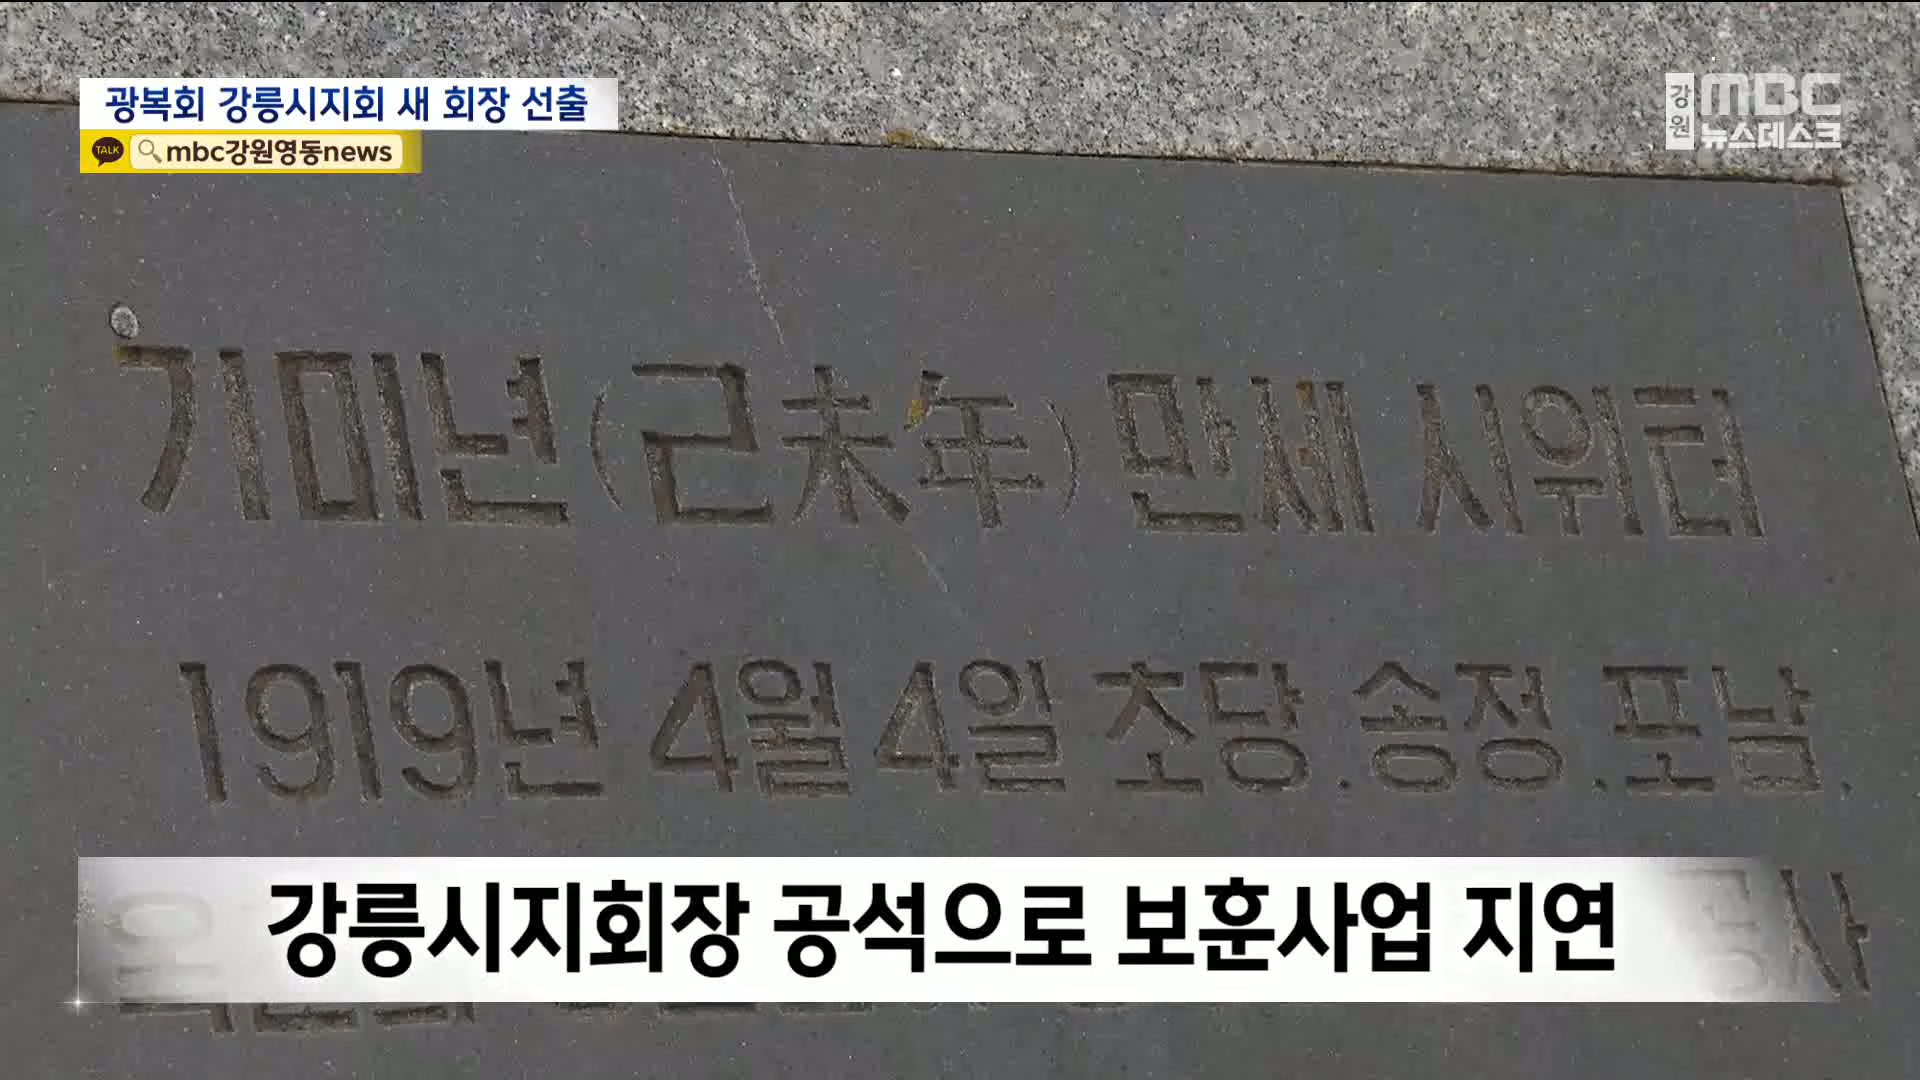 광복회 강릉시지회 새 회장 선출
TALK mbc강원영동news
강원 MBC 뉴스데스크
기미년(己未年) 만세 시위터
1919년 4월 4일 초당.송정.포남.
강릉시지회장 공석으로 보훈사업 지연